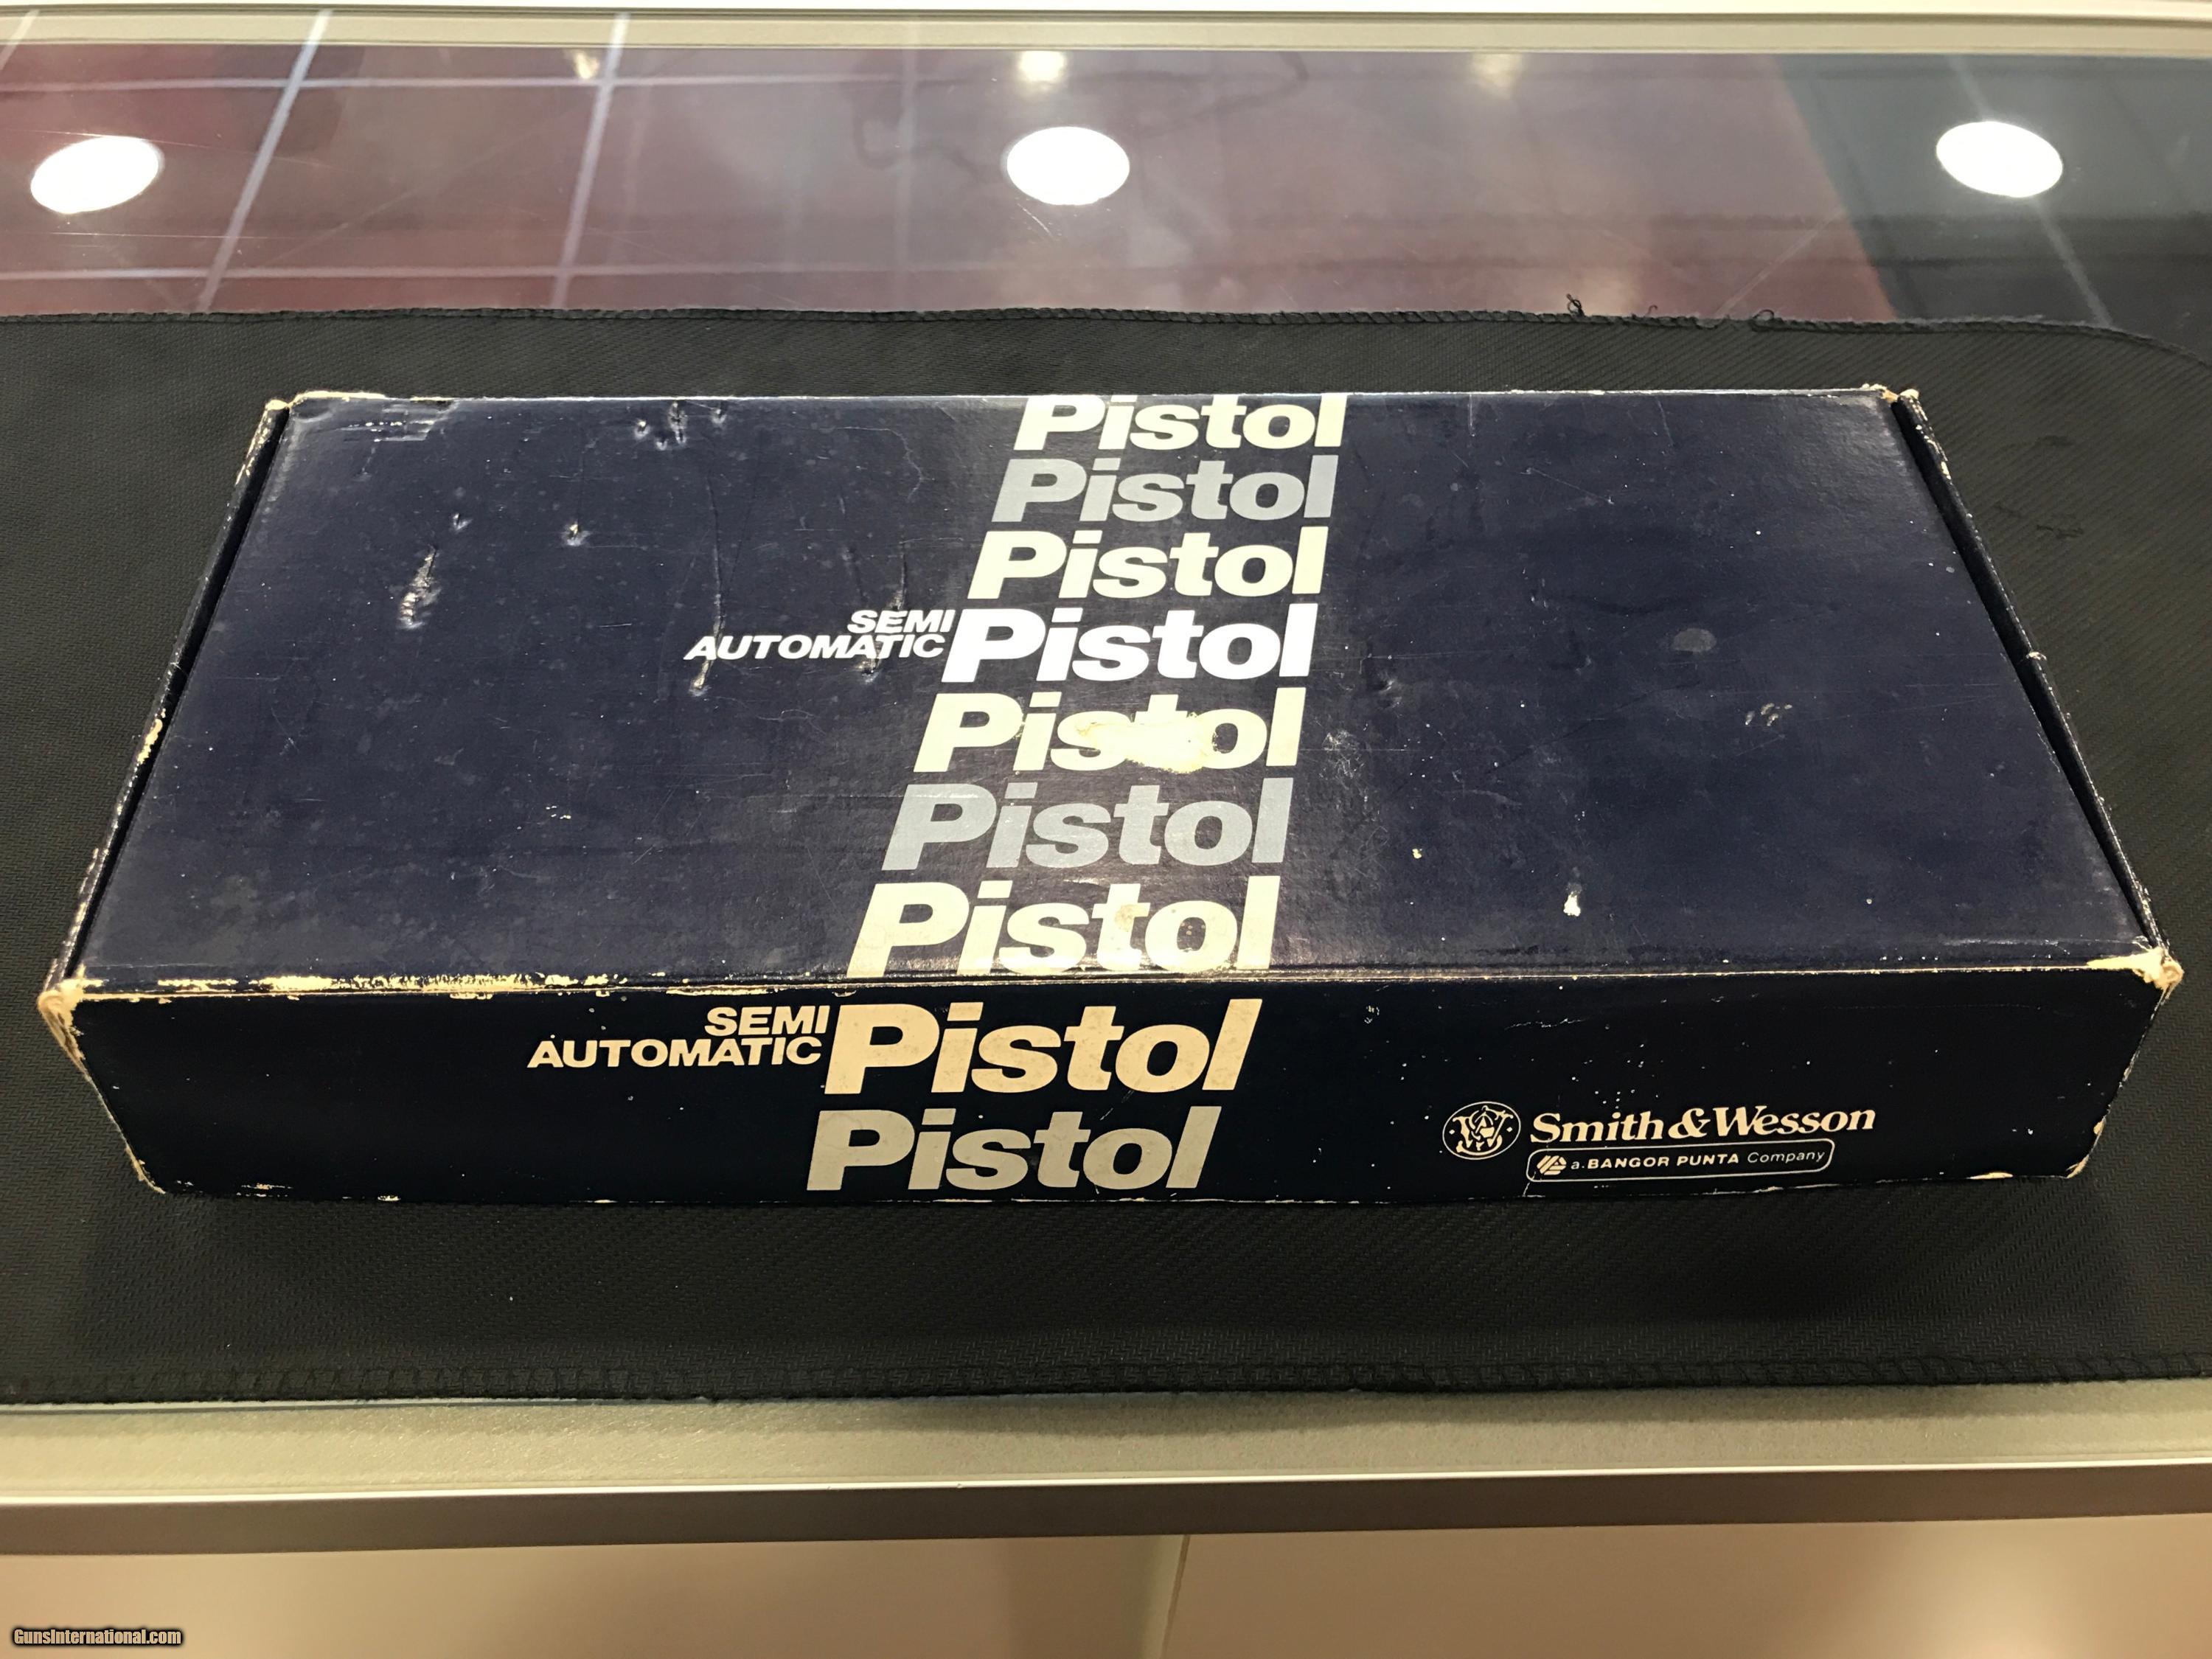 Pistol
Pistol
Pistol
SEMI
AUTOMATIC Pistol
Pistol
Pistol
Pistol
SEMI
AUTOMATIC Pistol
Pistol
SW Smith & Wesson
a BANGOR PUNTA Company
GunsInternational.com